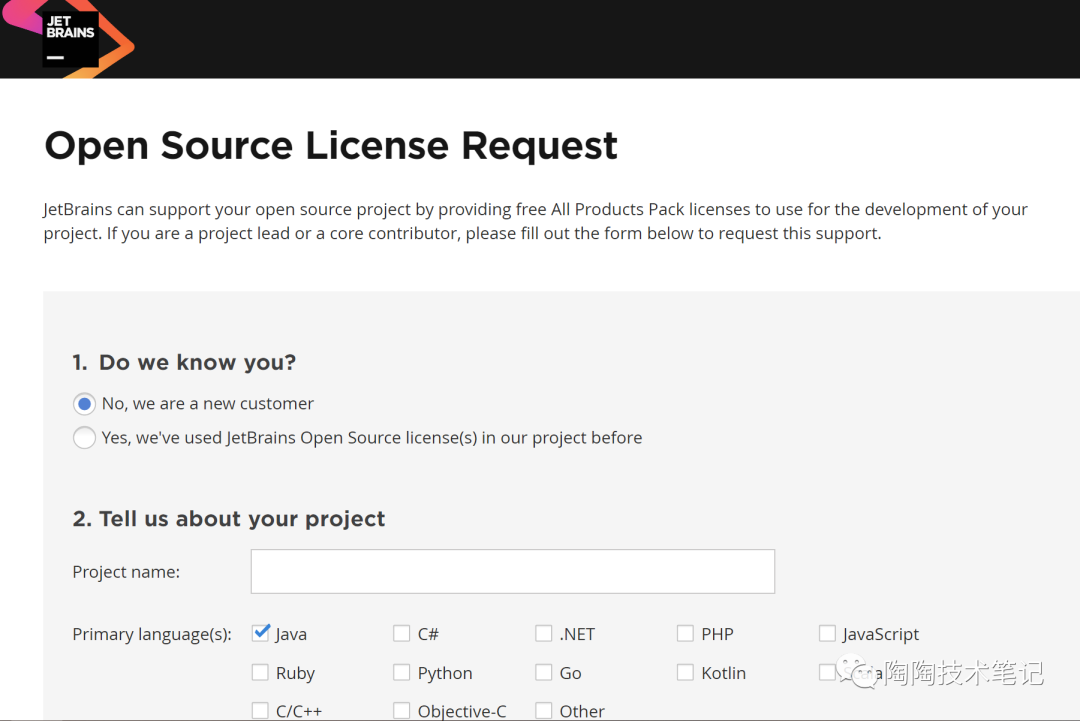 JET
BRAINS
Open Source License Request
JetBrains can support your open source project by providing free All Products Pack licenses to use for the development of your
project. If you are a project lead or a core contributor, please fill out the form below to request this support.
1. Do we know you?
No, we are a new customer
Yes, we've used JetBrains Open Source license(s) in our project before
2. Tell us about your project
Project name:
Primary language(s): Java C# .NET PHP JavaScript
Ruby Python Go Kotlin
陶陶技术笔记
C/C++ Objective-C Other